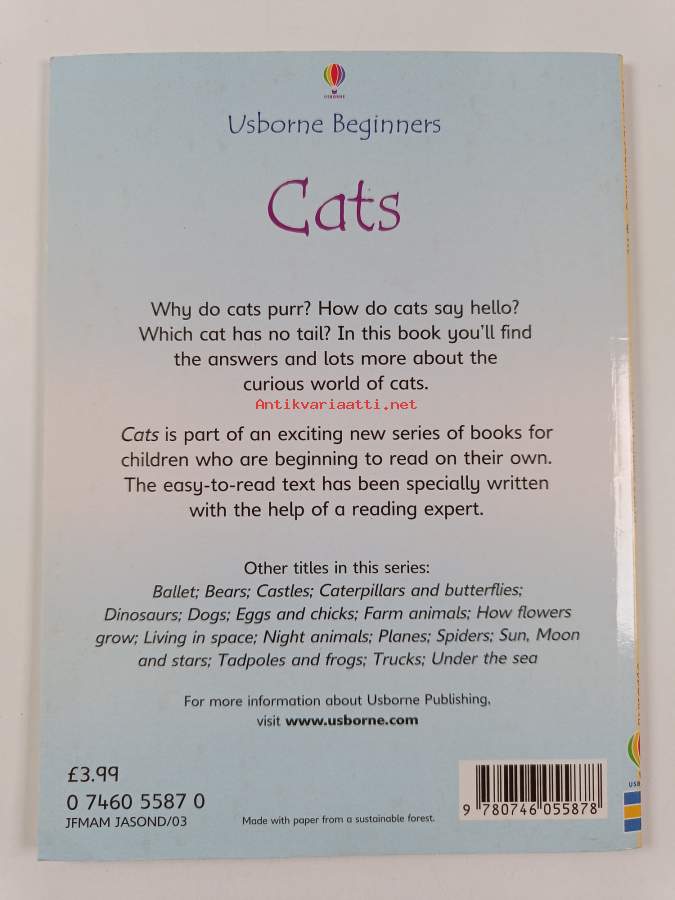 USBORNE
Usborne Beginners
Cats
Why do cats purr? How do cats say hello?
Which cat has no tail? In this book you'll find
the answers and lots more about the
curious world of cats.
Antikvariaatti.net
Cats is part of an exciting new series of books for
children who are beginning to read on their own.
The easy-to-read text has been specially written
with the help of a reading expert.
Other titles in this series:
Ballet; Bears; Castles; Caterpillars and butterflies;
Dinosaurs; Dogs; Eggs and chicks; Farm animals; How flowers
grow; Living in space; Night animals; Planes; Spiders; Sun, Moon
and stars; Tadpoles and frogs; Trucks; Under the sea
For more information about Usborne Publishing,
visit www.usborne.com
£3.99
0 7460 5587 0
JFMAM JASOND/03
Made with paper from a sustainable forest.
9 780746 055878